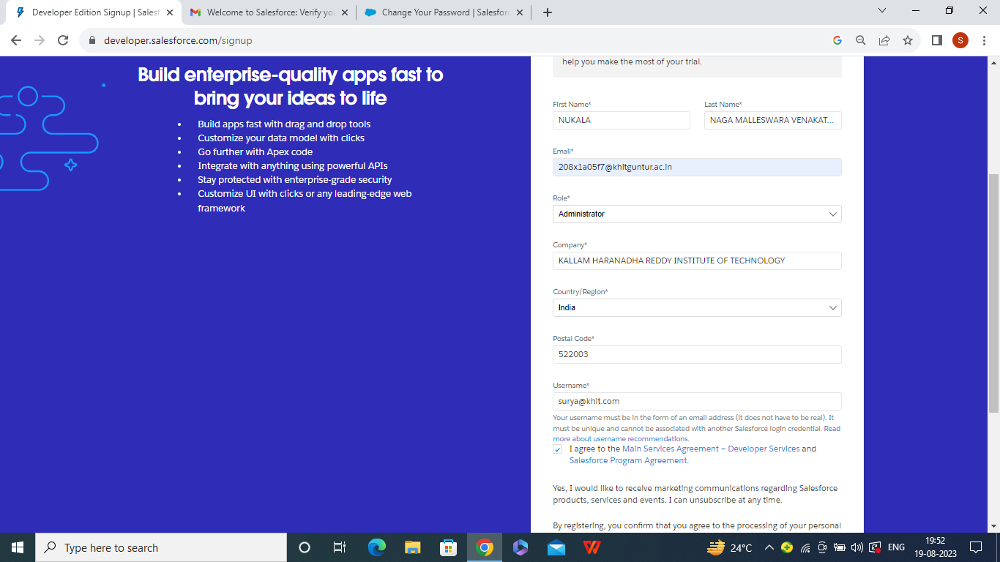 Developer Edition Signup | Salesf
Welcome to Salesforce: Verify yo
Change Your Password | Salesforc
developer.salesforce.com/signup
S
Build enterprise-quality apps fast to
bring your ideas to life
• Build apps fast with drag and drop tools
• Customize your data model with clicks
• Go further with Apex code
• Integrate with anything using powerful APIs
• Stay protected with enterprise-grade security
• Customize UI with clicks or any leading-edge web
framework
help you make the most of your trial.
First Name* Last Name*
NUKALA NAGA MALLESWARA VENAKAT...
Email*
208x1a05f7@khitguntur.ac.in
Role*
Administrator
Company*
KALLAM HARANADHA REDDY INSTITUTE OF TECHNOLOGY
Country/Region*
India
Postal Code*
522003
Username*
surya@khit.com
Your username must be in the form of an email address (it does not have to be real). It
must be unique and cannot be associated with another Salesforce login credential. Read
more about username recommendations.
I agree to the Main Services Agreement – Developer Services and
Salesforce Program Agreement.
Yes, I would like to receive marketing communications regarding Salesforce
products, services and events. I can unsubscribe at any time.
By registering, you confirm that you agree to the processing of your personal
Type here to search
24°C
ENG
19:52
19-08-2023